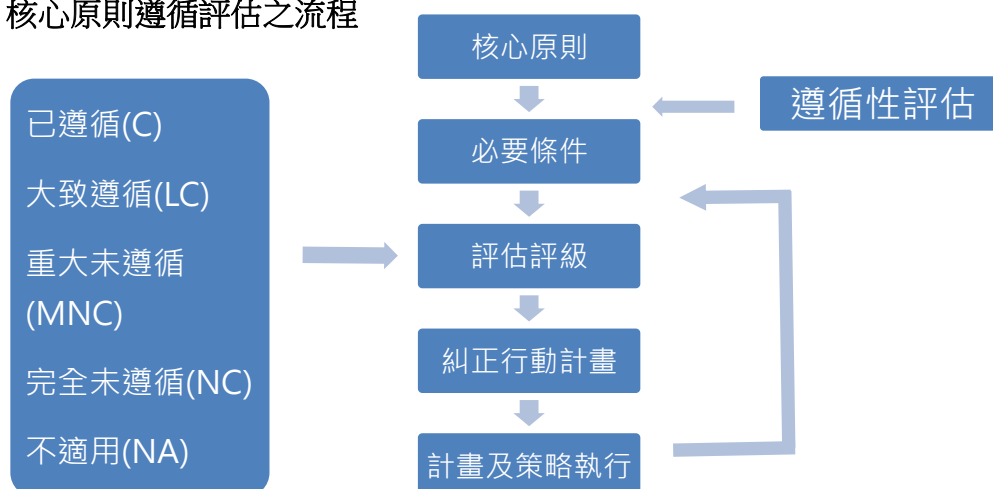 核心原則遵循評估之流程
核心原則
遵循性評估
必要條件
評估評級
糾正行動計畫
計畫及策略執行
已遵循(C)
大致遵循(LC)
重大未遵循
(MNC)
完全未遵循(NC)
不適用(NA)